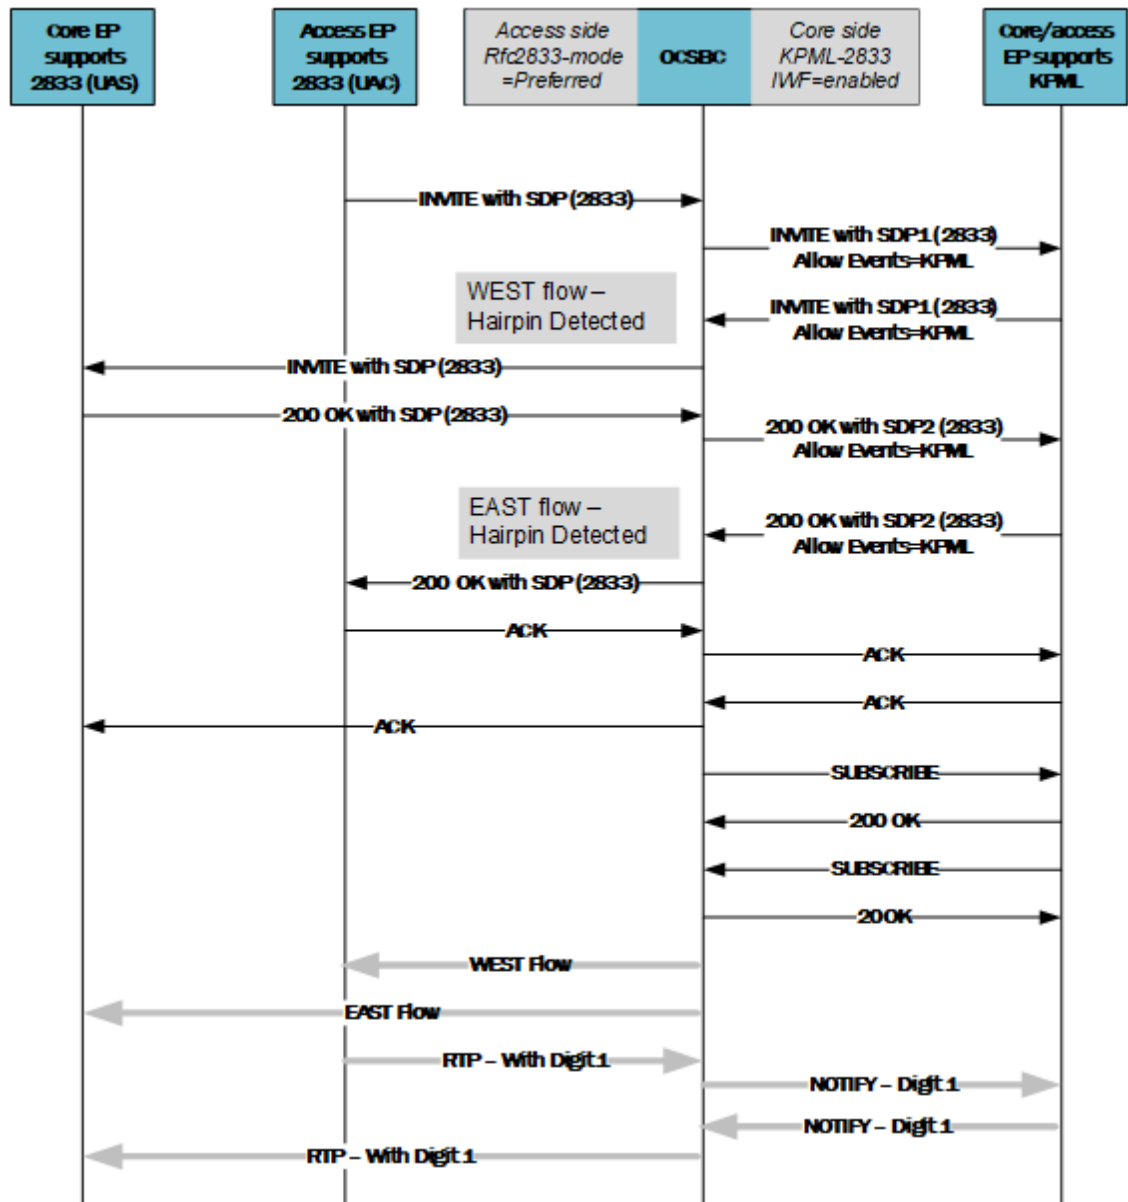 Core EP
supports
2833 (UAS)
Access EP
supports
2833 (UAC)
Access side
Rfc2833-mode
=Preferred
OCSBC
Core side
KPML-2833
IWF=enabled
Core/access
EP supports
KPML
INVITE with SDP (2833)
INVITE with SDP1 (2833)
Allow Events=KPML
WEST flow –
Hairpin Detected
INVITE with SDP1 (2833)
Allow Events=KPML
INVITE with SDP (2833)
200 OK with SDP (2833)
200 OK with SDP2 (2833)
Allow Events=KPML
EAST flow –
Hairpin Detected
200 OK with SDP2 (2833)
Allow Events=KPML
200 OK with SDP (2833)
ACK
ACK
ACK
ACK
SUBSCRIBE
200 OK
SUBSCRIBE
200K
WEST Flow
EAST Flow
RTP – With Digit 1
NOTIFY – Digit 1
NOTIFY – Digit 1
RTP – With Digit 1